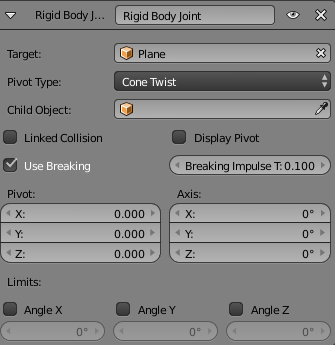 Rigid Body J... Rigid Body Joint
Target: Plane
Pivot Type: Cone Twist
Child Object:
Linked Collision Display Pivot
Use Breaking Breaking Impulse T: 0.100
Pivot: Axis:
X: 0.000 X: 0°
Y: 0.000 Y: 0°
Z: 0.000 Z: 0°
Limits:
Angle X Angle Y Angle Z
0° 0° 0°